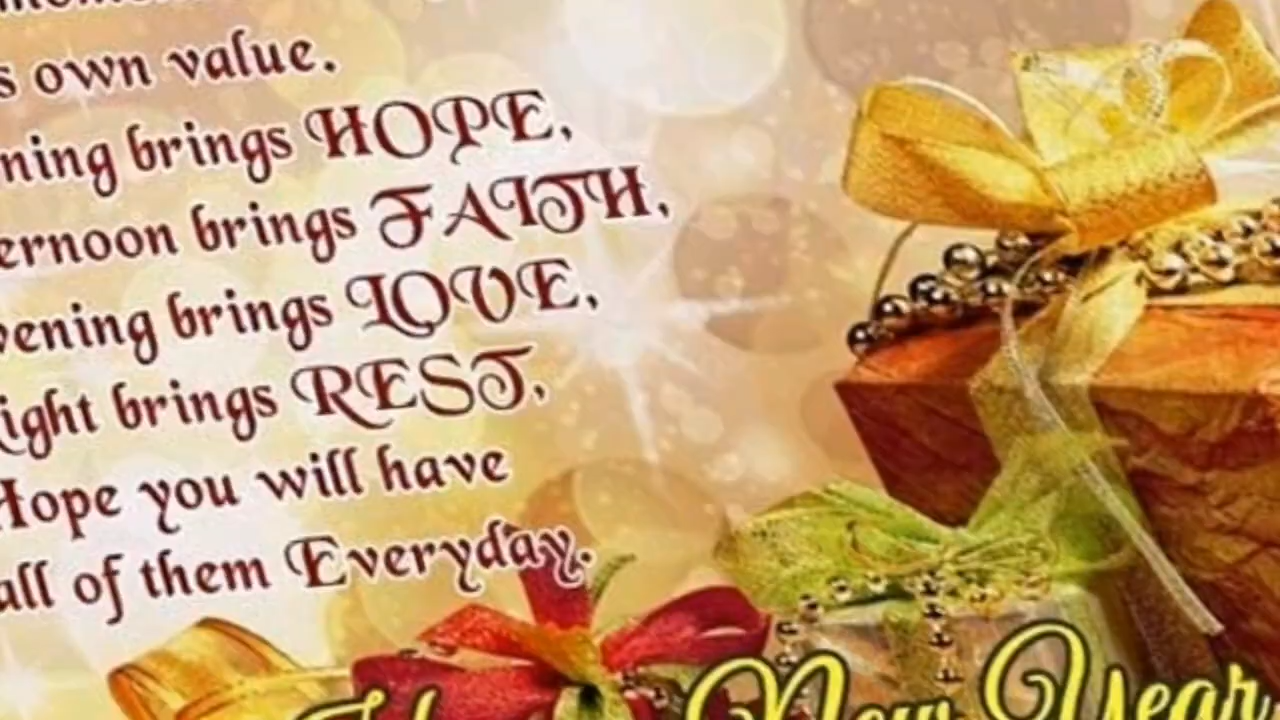 s own value.
ning brings HOPE,
ernoon brings FAITH,
vening brings LOVE,
ight brings REST,
Hope you will have
all of them Everyday.
New Year